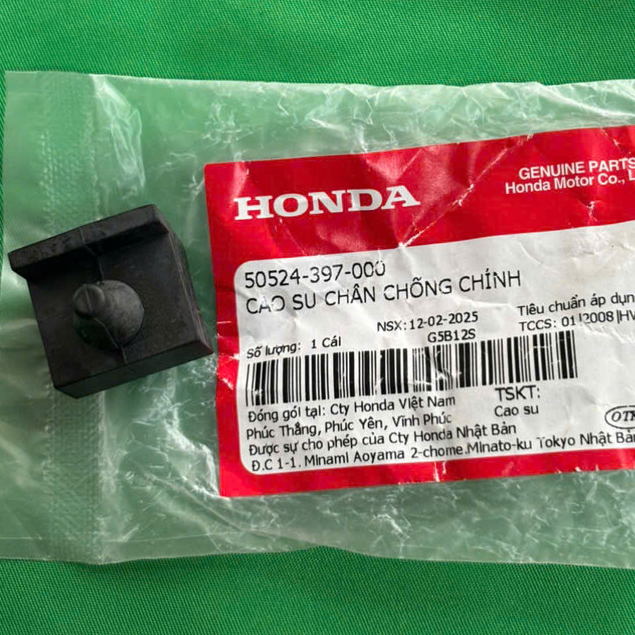 HONDA
GENUINE PARTS
Honda Motor Co., L
50524-397-000
CAO SU CHÂN CHỐNG CHÍNH
NSX: 12-02-2025
Tiêu chuẩn áp dụn
Số lượng: 1 Cái
G5B12S
TCCS: 01:2008/HV
Đóng gói tại: Cty Honda Việt Nam
TSKT:
Phúc Thắng, Phúc Yên, Vĩnh Phúc
Cao su
Được sự cho phép của Cty Honda Nhật Bản
Đ.C 1-1. Minami Aoyama 2-chome.Minato-ku Tokyo Nhật Bản